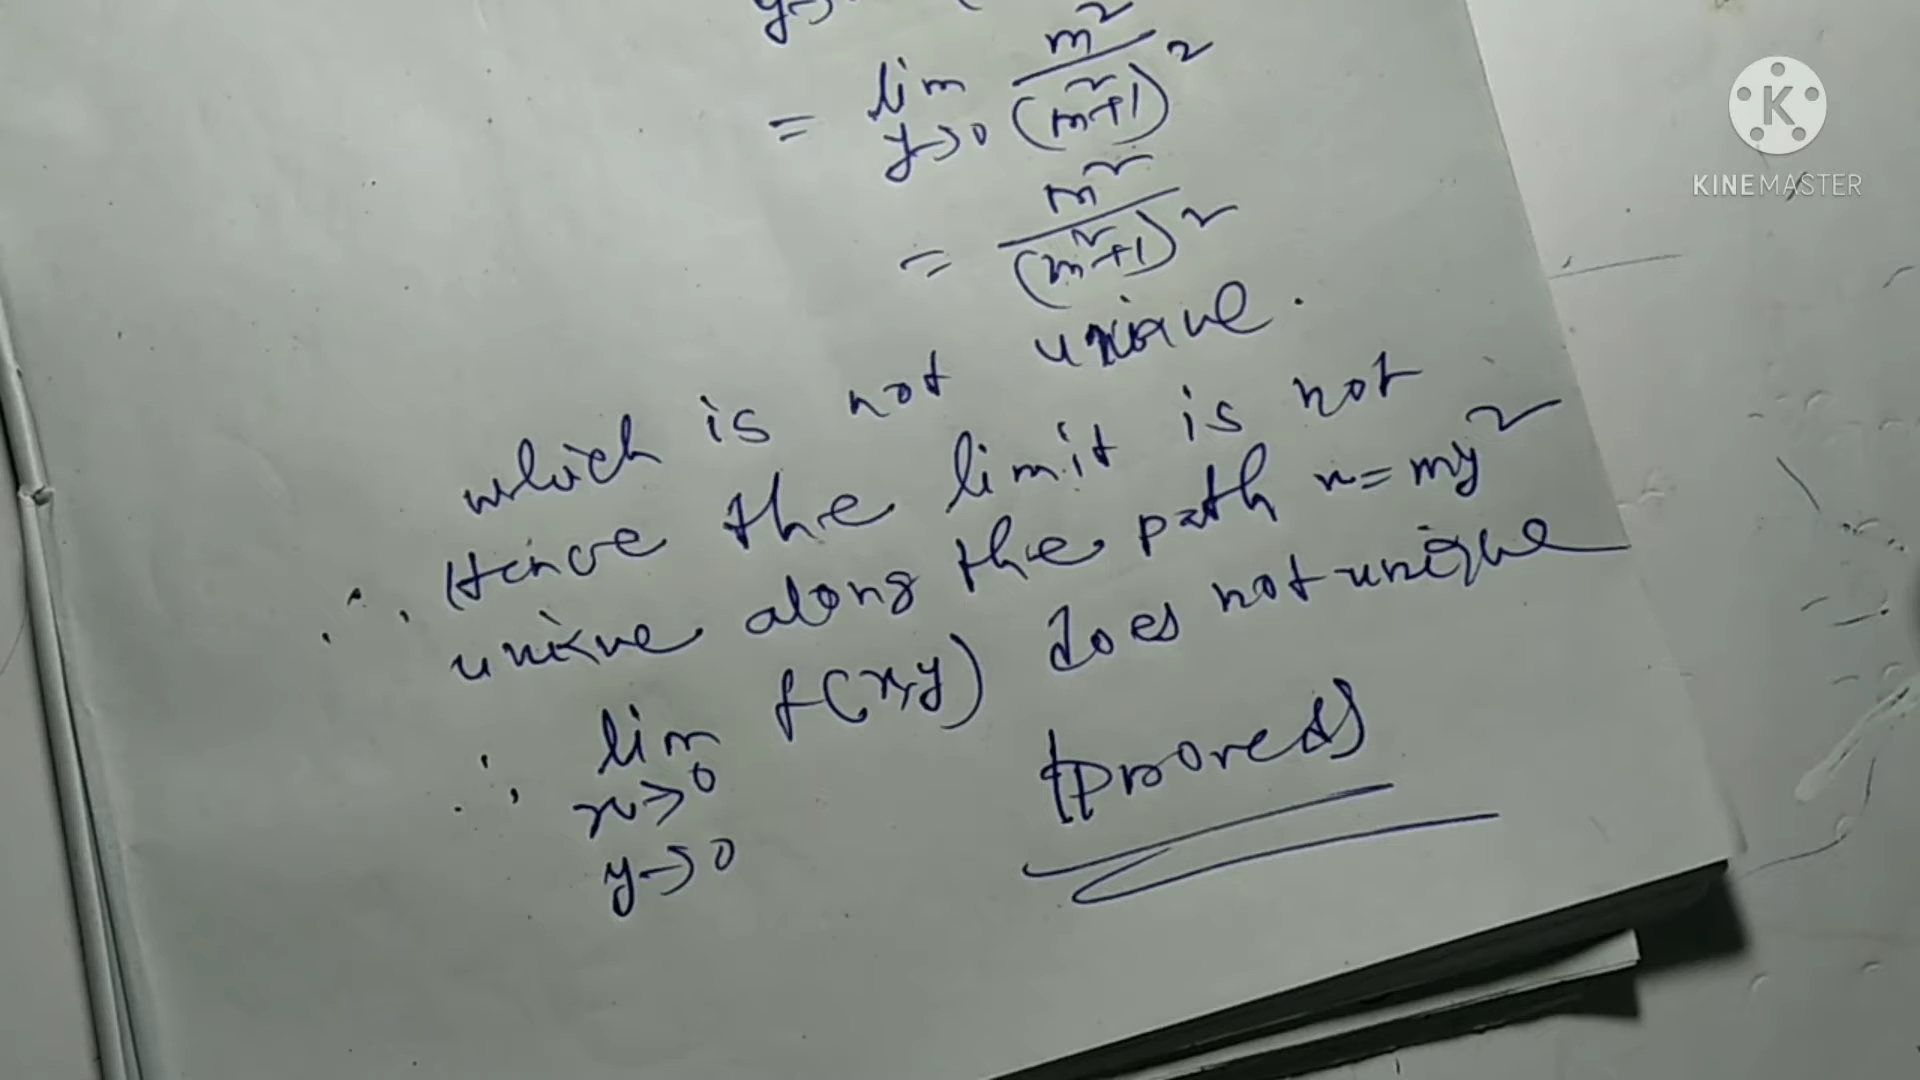 y→
= lim y→0 m²/(m²+1)²
= m²/(m²+1)²
which is not unique.
∴ Hence the limit is not
unique along the path x = my²
∴ lim x→0 y→0 f(x,y) does not unique
Proved
KINEMASTER